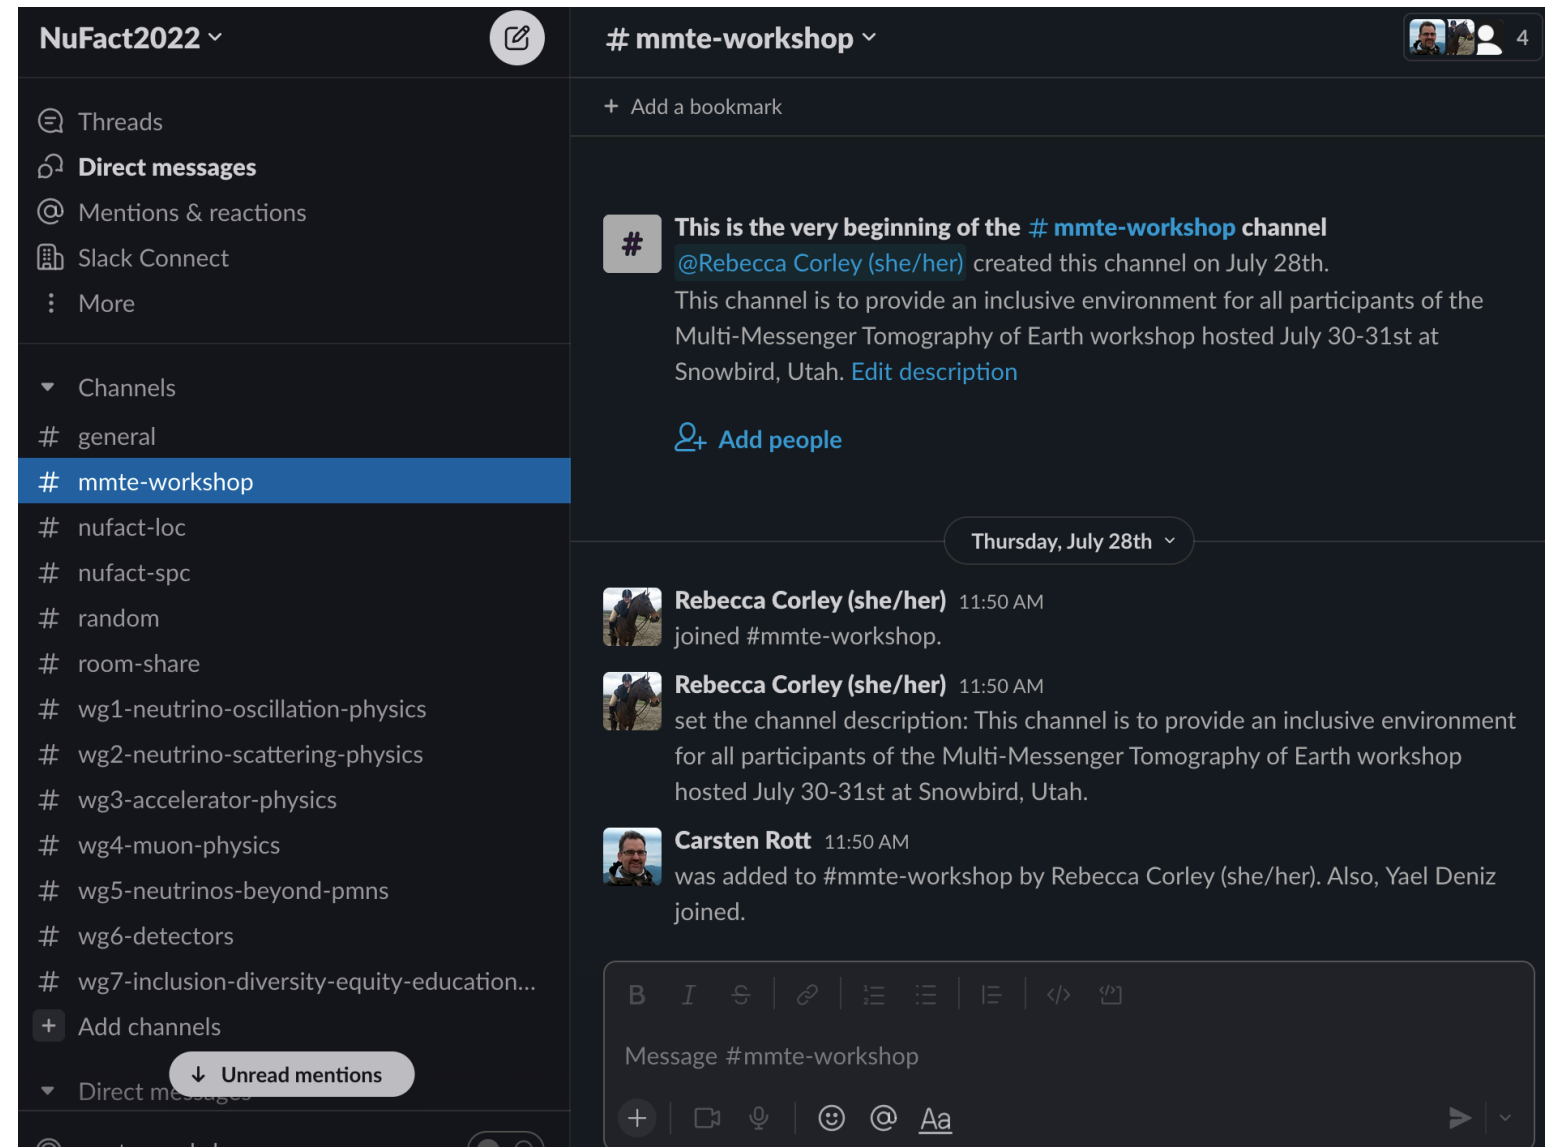 NuFact2022
Threads
Direct messages
Mentions & reactions
Slack Connect
More
Channels
# general
# mmte-workshop
# nufact-loc
# nufact-spc
# random
# room-share
# wg1-neutrino-oscillation-physics
# wg2-neutrino-scattering-physics
# wg3-accelerator-physics
# wg4-muon-physics
# wg5-neutrinos-beyond-pmns
# wg6-detectors
# wg7-inclusion-diversity-equity-education...
+ Add channels
↓ Unread mentions
Direct messages
# mmte-workshop
4
+ Add a bookmark
#
This is the very beginning of the # mmte-workshop channel
@Rebecca Corley (she/her) created this channel on July 28th.
This channel is to provide an inclusive environment for all participants of the
Multi-Messenger Tomography of Earth workshop hosted July 30-31st at
Snowbird, Utah. Edit description
Add people
Thursday, July 28th
Rebecca Corley (she/her) 11:50 AM
joined #mmte-workshop.
Rebecca Corley (she/her) 11:50 AM
set the channel description: This channel is to provide an inclusive environment
for all participants of the Multi-Messenger Tomography of Earth workshop
hosted July 30-31st at Snowbird, Utah.
Carsten Rott 11:50 AM
was added to #mmte-workshop by Rebecca Corley (she/her). Also, Yael Deniz
joined.
B I S
Message #mmte-workshop
+ @ Aa